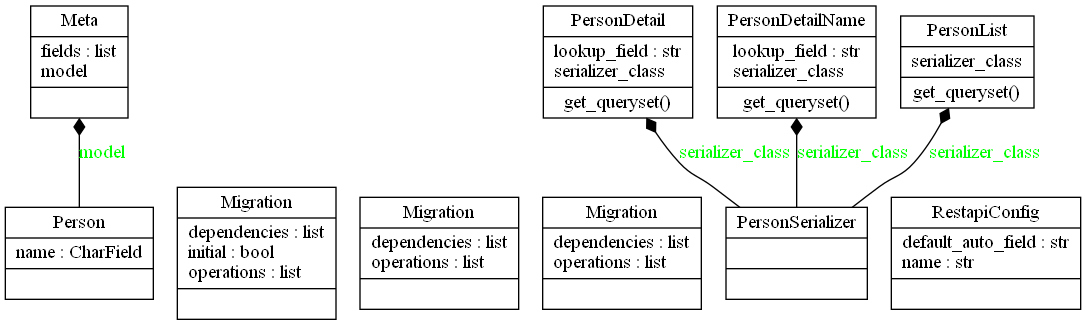 Meta
fields : list
model
PersonDetail
lookup_field : str
serializer_class
get_queryset()
PersonDetailName
lookup_field : str
serializer_class
get_queryset()
PersonList
serializer_class
get_queryset()
model
serializer_class
serializer_class
serializer_class
Person
name : CharField
Migration
dependencies : list
initial : bool
operations : list
Migration
dependencies : list
operations : list
Migration
dependencies : list
operations : list
PersonSerializer
RestapiConfig
default_auto_field : str
name : str